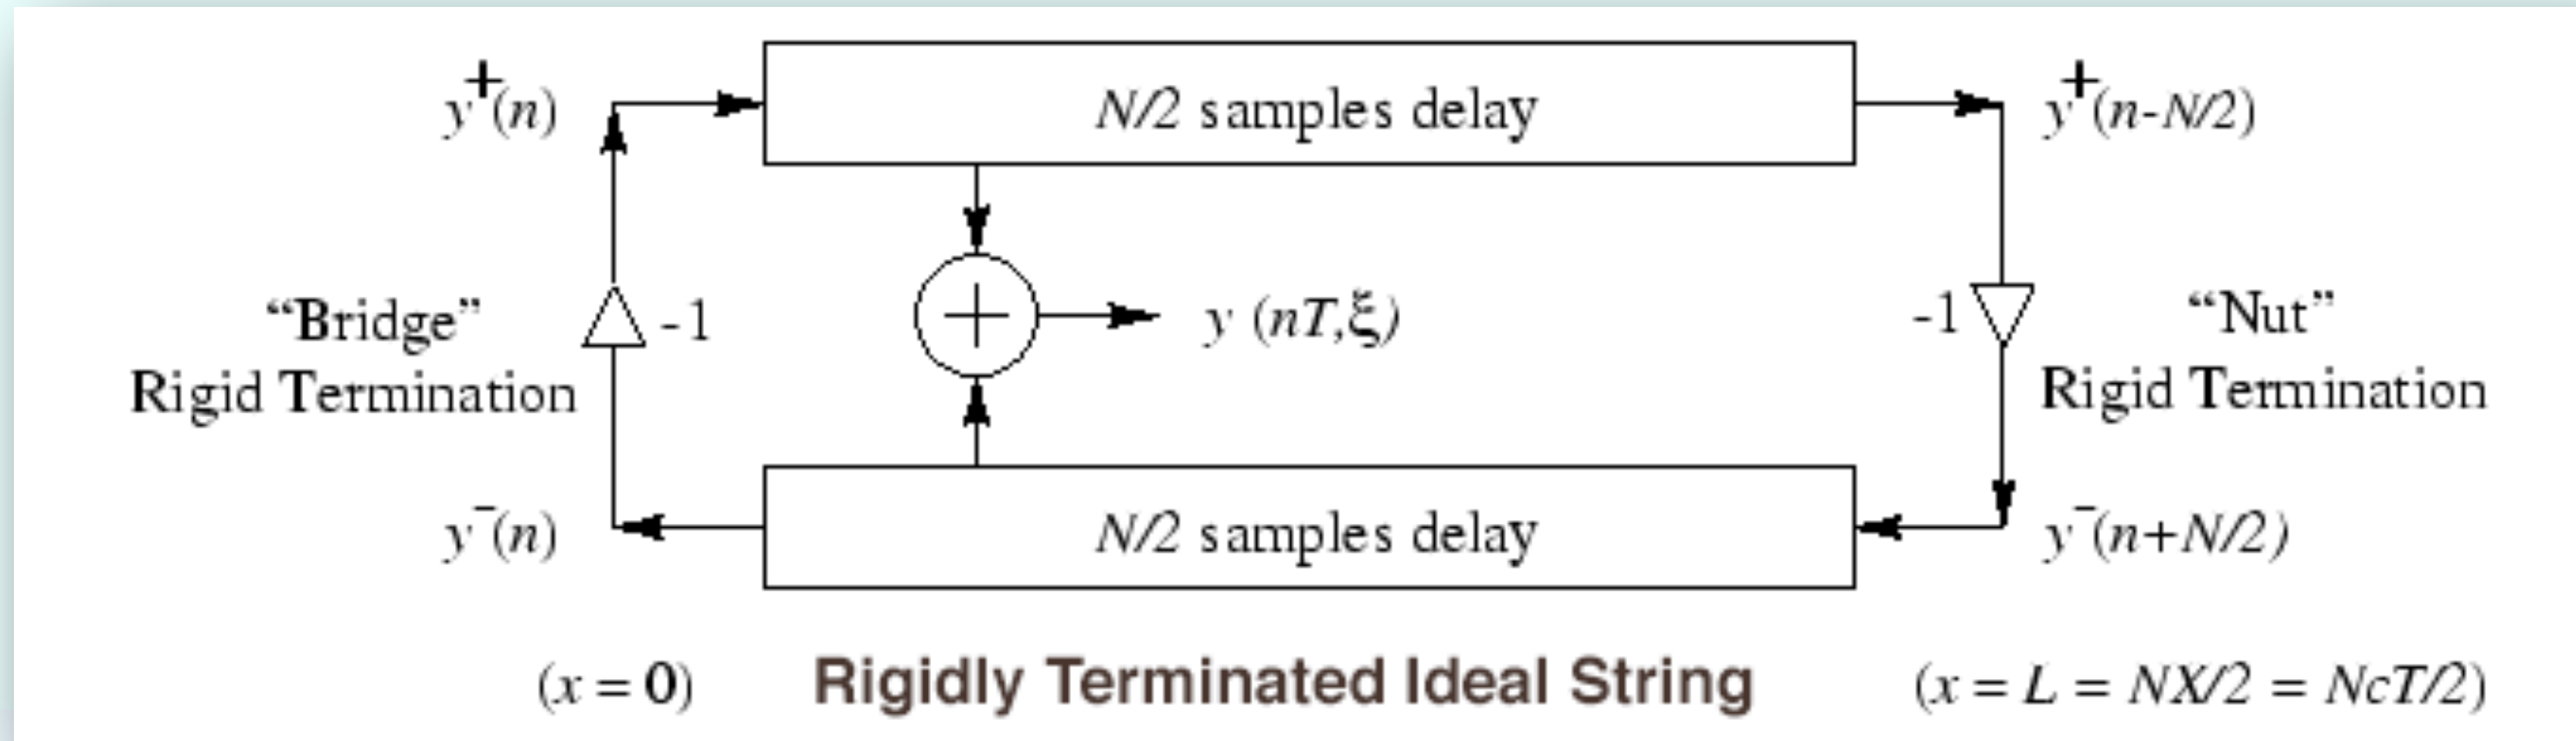 y⁺(n)
N/2 samples delay
y⁺(n-N/2)
“Bridge”
Rigid Termination
-1
+
y (nT,ξ)
-1
“Nut”
Rigid Termination
y⁻(n)
N/2 samples delay
y⁻(n+N/2)
(x = 0)
Rigidly Terminated Ideal String
(x = L = NX/2 = NcT/2)